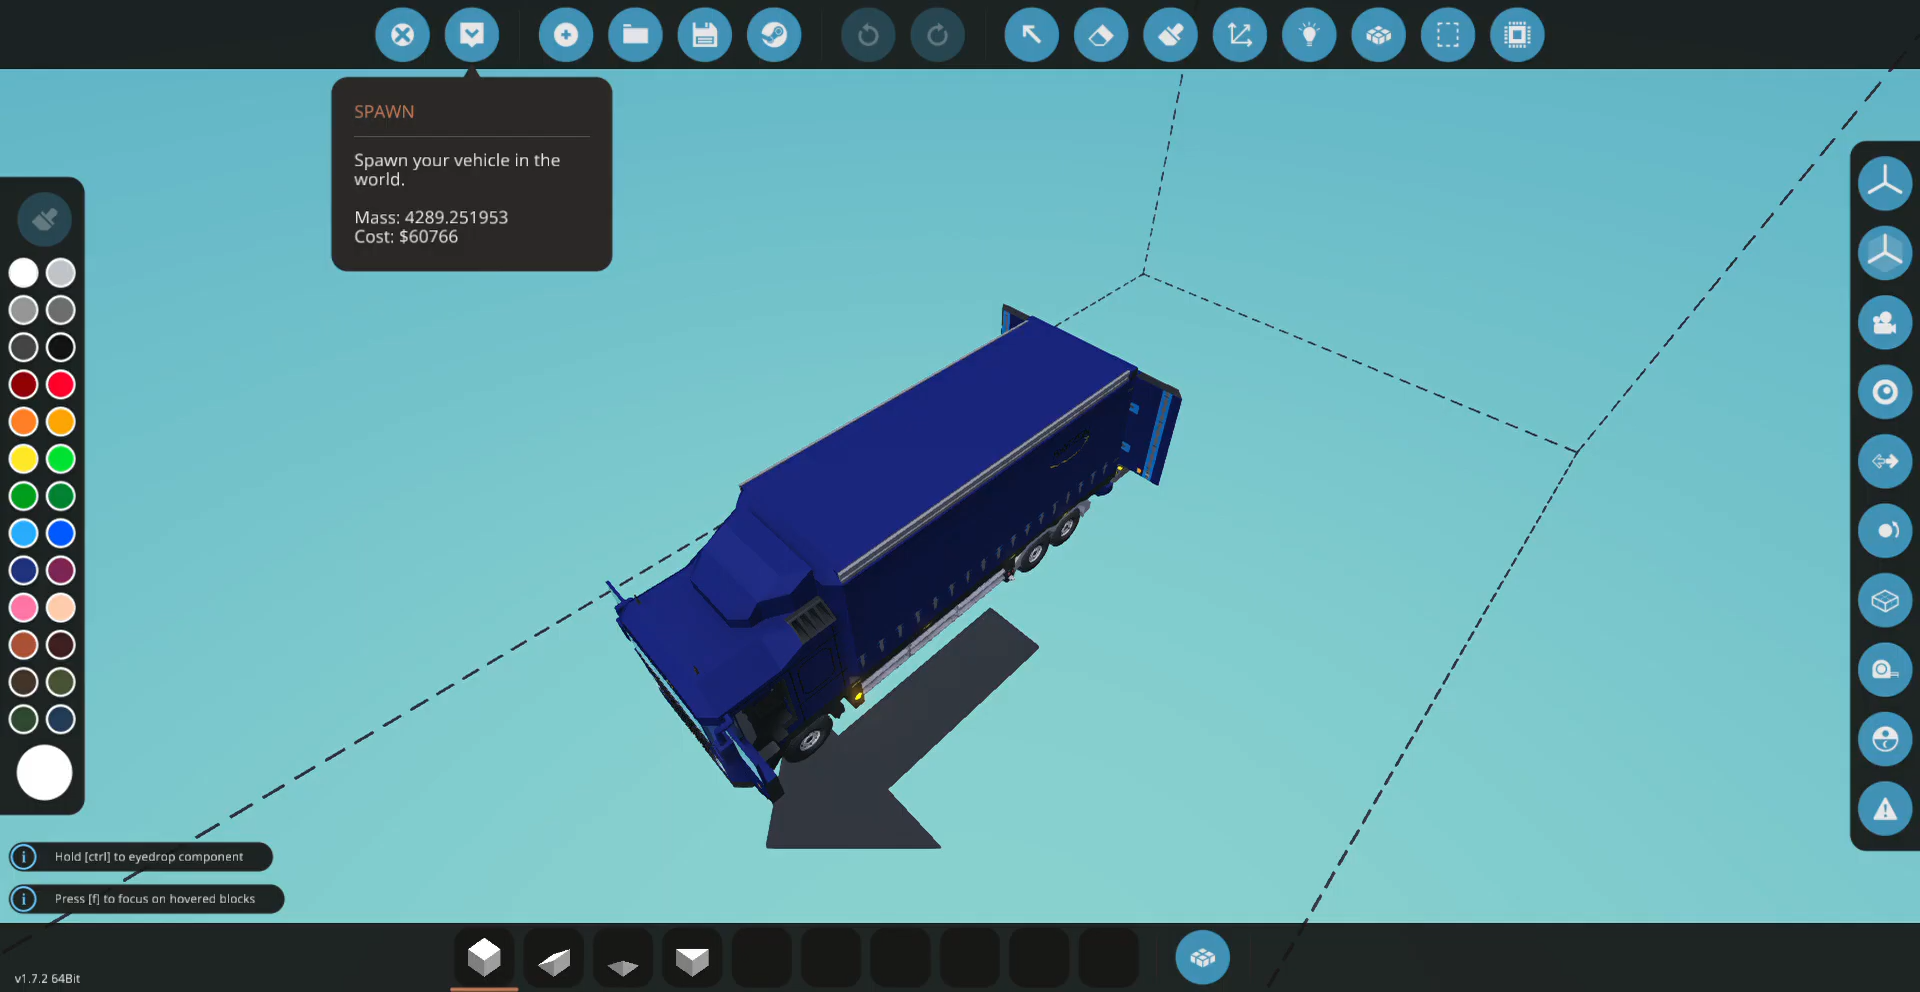 SPAWN
Spawn your vehicle in the
world.
Mass: 4289.251953
Cost: $60766
Hold [ctrl] to eyedrop component
Press [f] to focus on hovered blocks
v1.7.2 64Bit